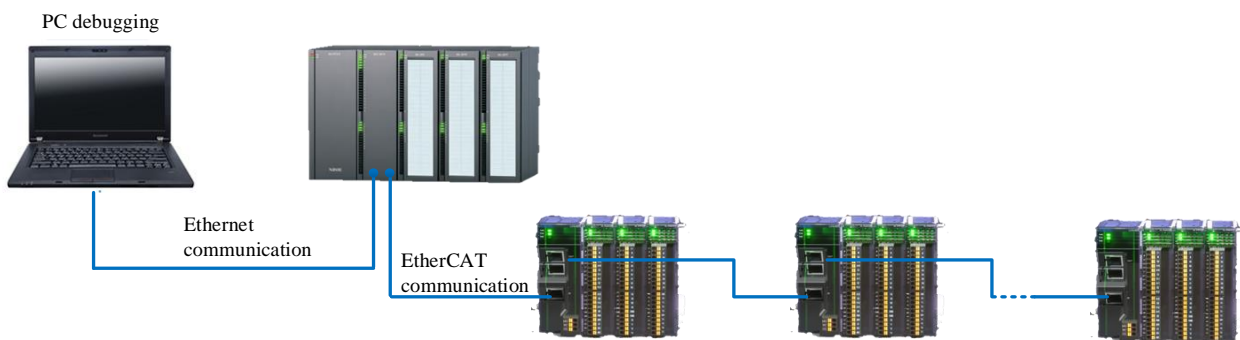 PC debugging
Ethernet
communication
EtherCAT
communication